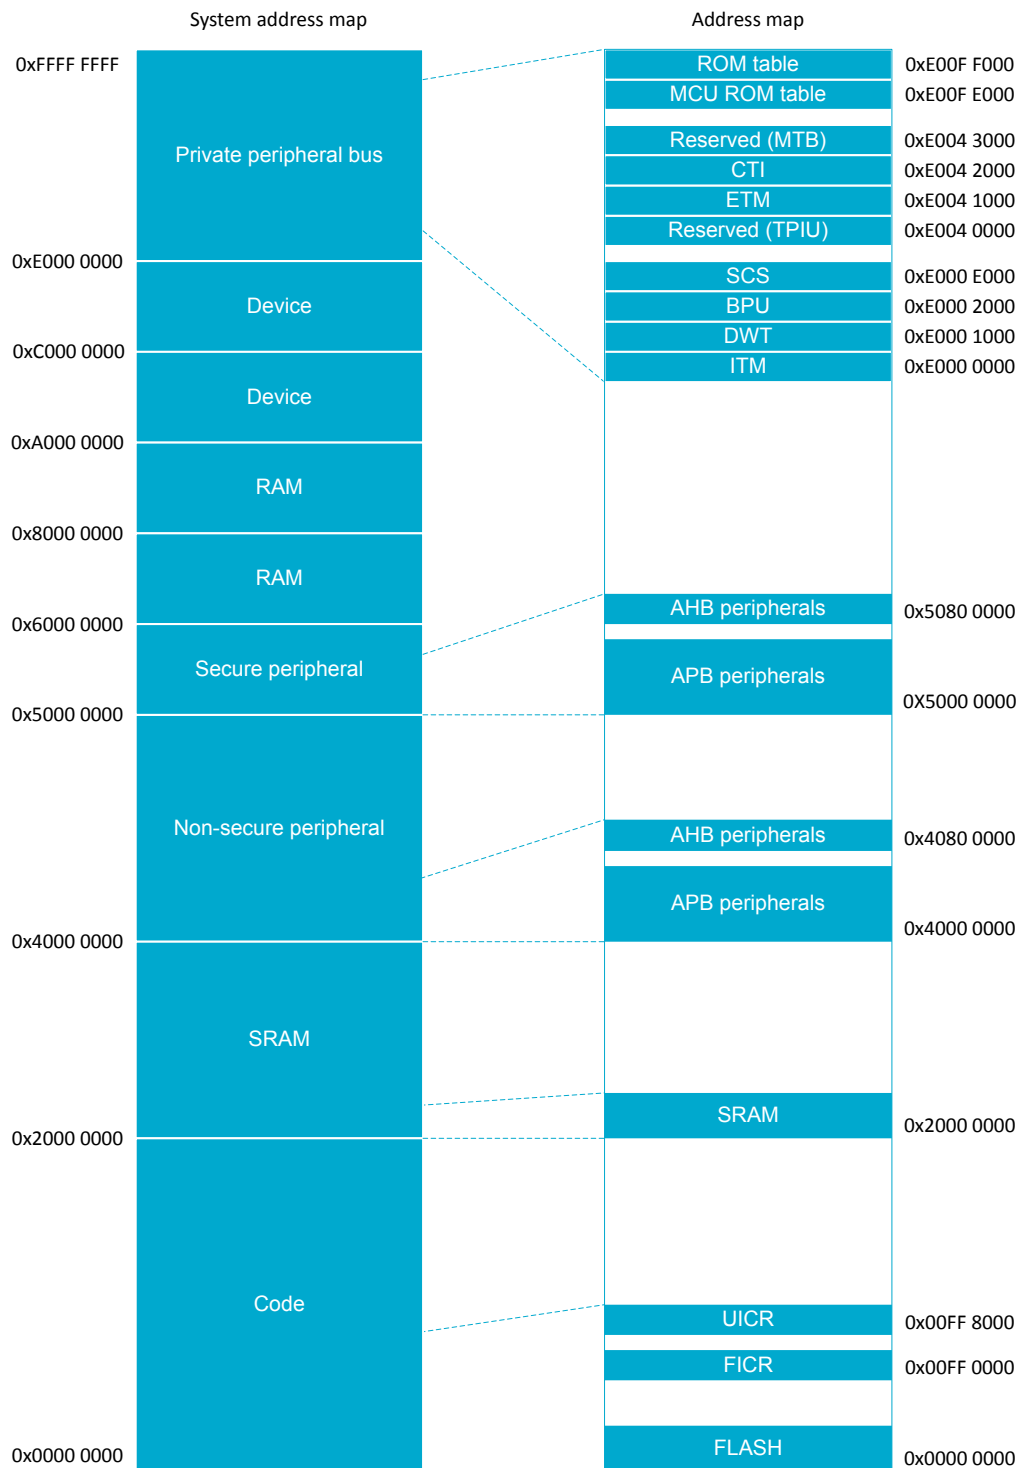 System address map
Address map
0xFFFF FFFF
Private peripheral bus
0xE000 0000
Device
0xC000 0000
Device
0xA000 0000
RAM
0x8000 0000
RAM
0x6000 0000
Secure peripheral
0x5000 0000
Non-secure peripheral
0x4000 0000
SRAM
0x2000 0000
Code
0x0000 0000
ROM table 0xE00F F000
MCU ROM table 0xE00F E000
Reserved (MTB) 0xE004 3000
CTI 0xE004 2000
ETM 0xE004 1000
Reserved (TPIU) 0xE004 0000
SCS 0xE000 E000
BPU 0xE000 2000
DWT 0xE000 1000
ITM 0xE000 0000
AHB peripherals 0x5080 0000
APB peripherals
0X5000 0000
AHB peripherals 0x4080 0000
APB peripherals
0x4000 0000
SRAM 0x2000 0000
UICR 0x00FF 8000
FICR 0x00FF 0000
FLASH 0x0000 0000